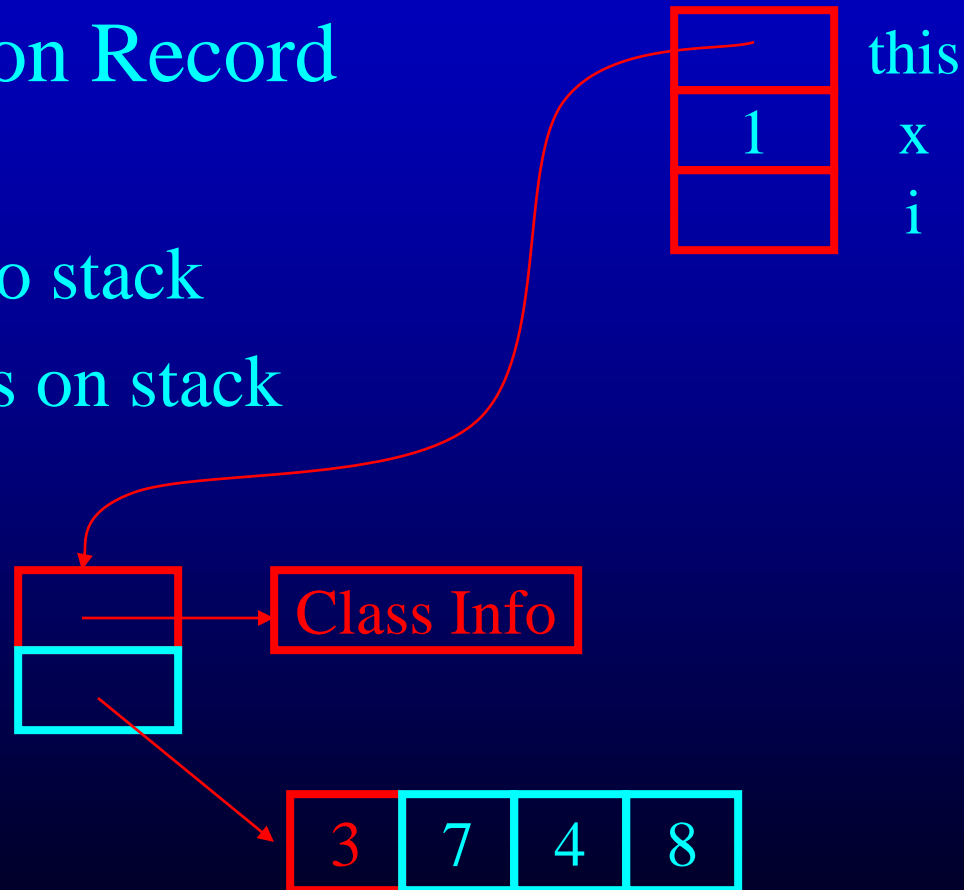 on Record
this
1 x
i
o stack
s on stack
Class Info
3 7 4 8